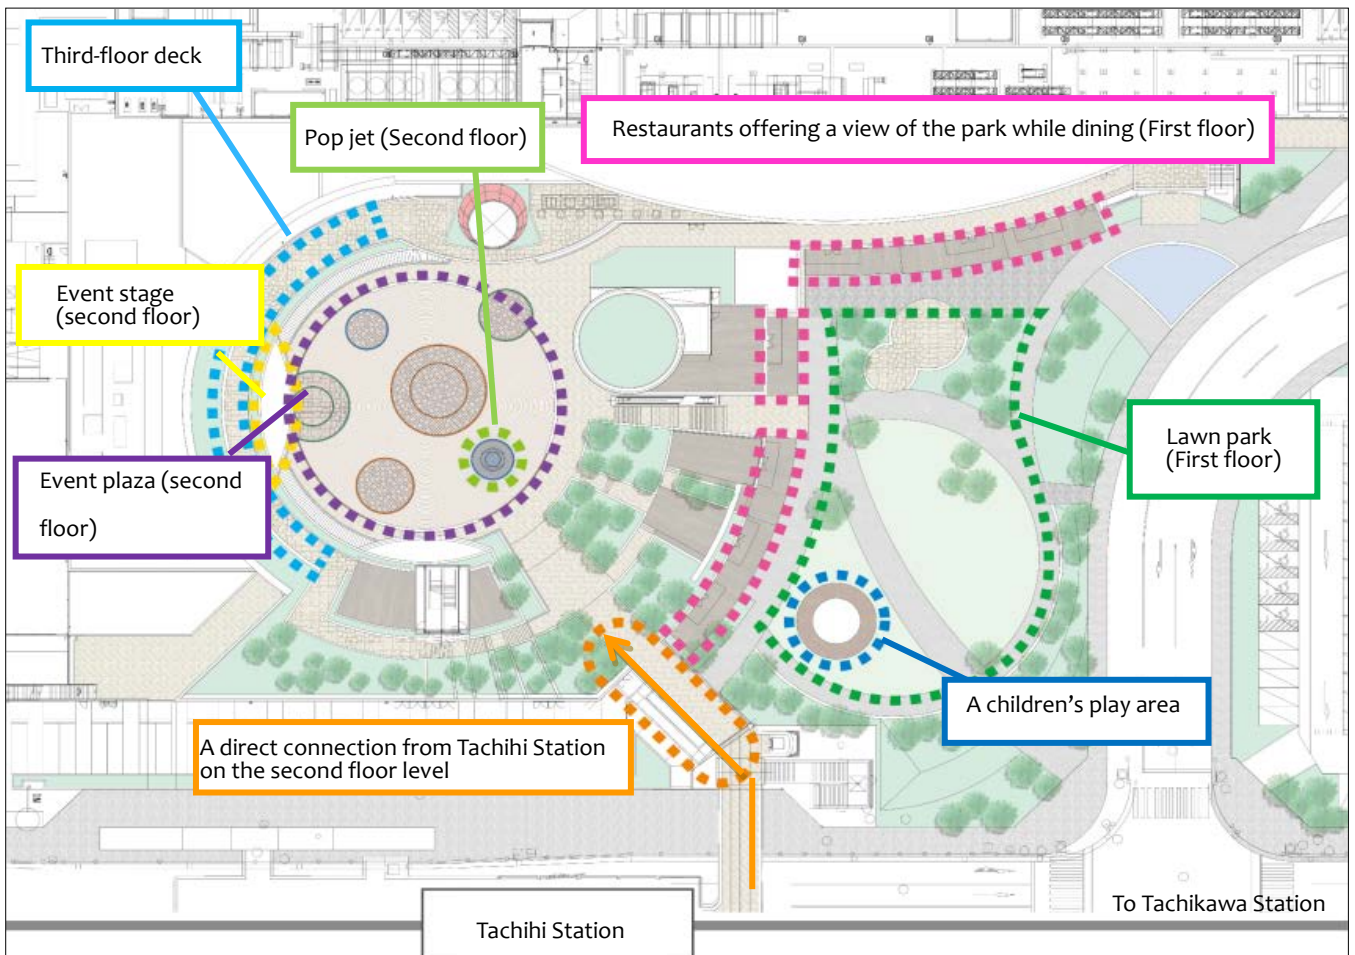 Third-floor deck
Pop jet (Second floor)
Restaurants offering a view of the park while dining (First floor)
Event stage
(second floor)
Event plaza (second
floor)
Lawn park
(First floor)
A children's play area
A direct connection from Tachihi Station
on the second floor level
To Tachikawa Station
Tachihi Station